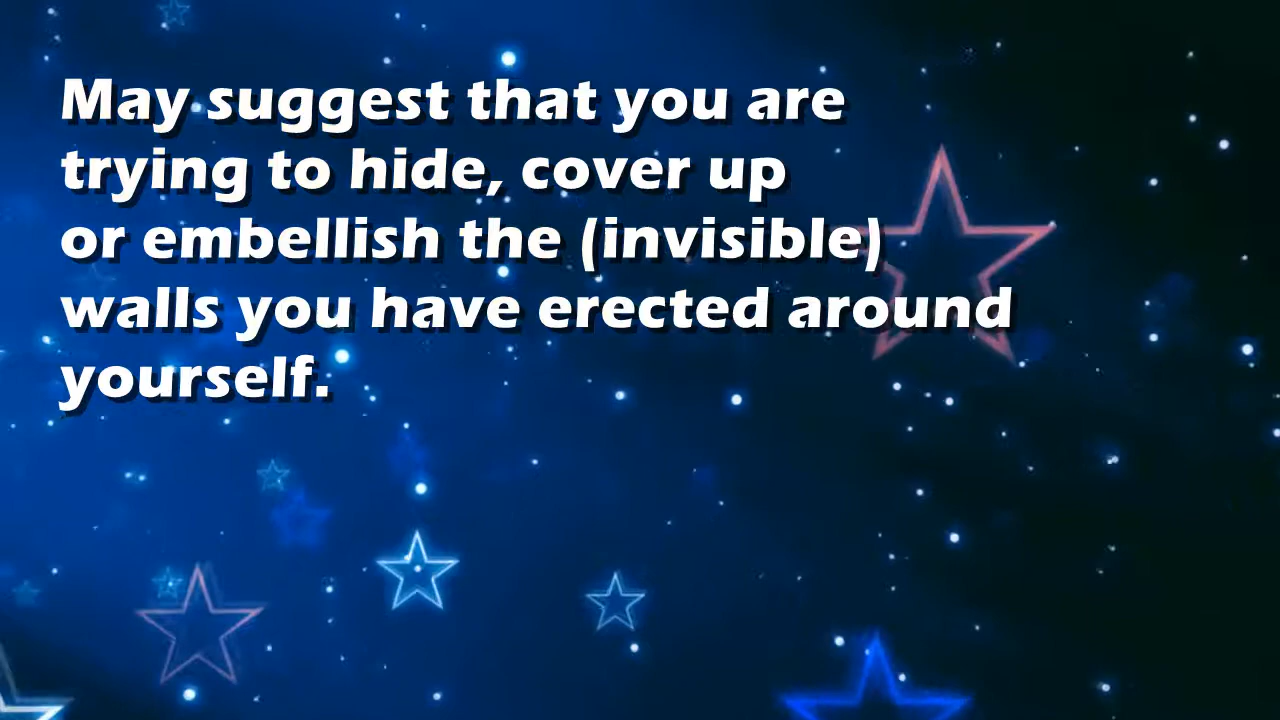 May suggest that you are
trying to hide, cover up
or embellish the (invisible)
walls you have erected around
yourself.